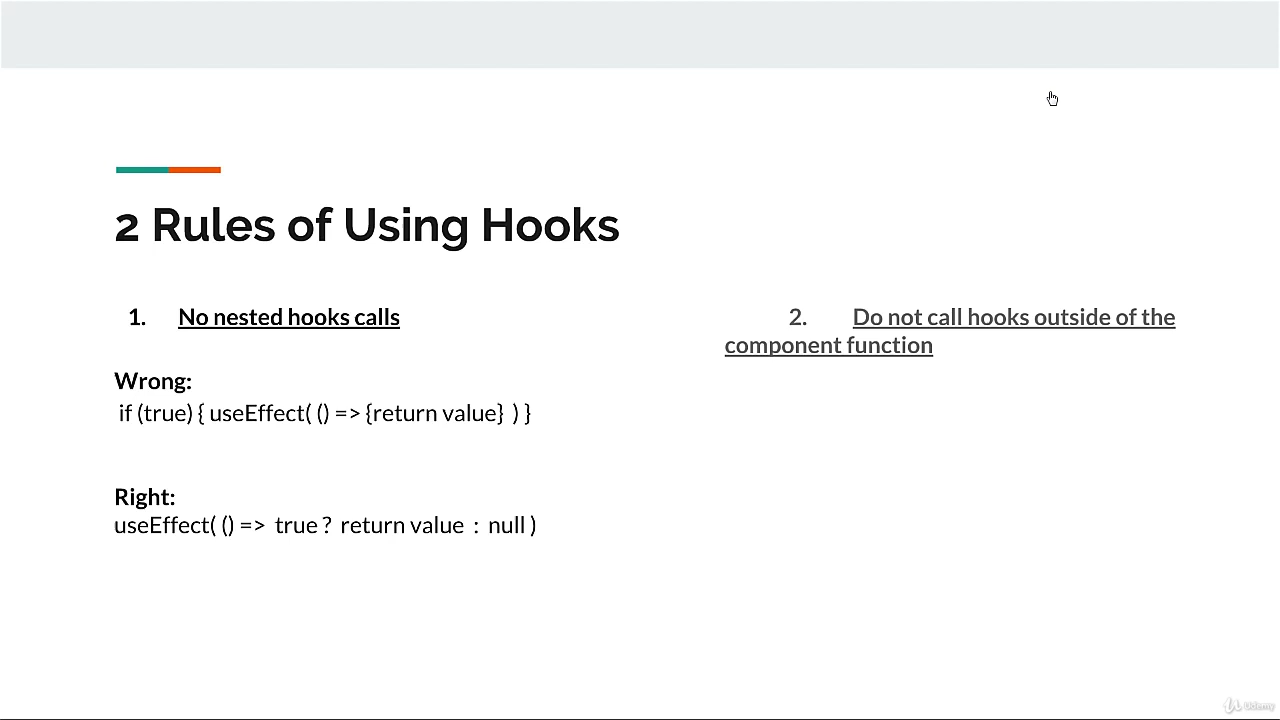 2 Rules of Using Hooks
1. No nested hooks calls
Wrong:
if (true) { useEffect( () => {return value} ) }
Right:
useEffect( () => true ? return value : null )
2. Do not call hooks outside of the
component function
Udemy